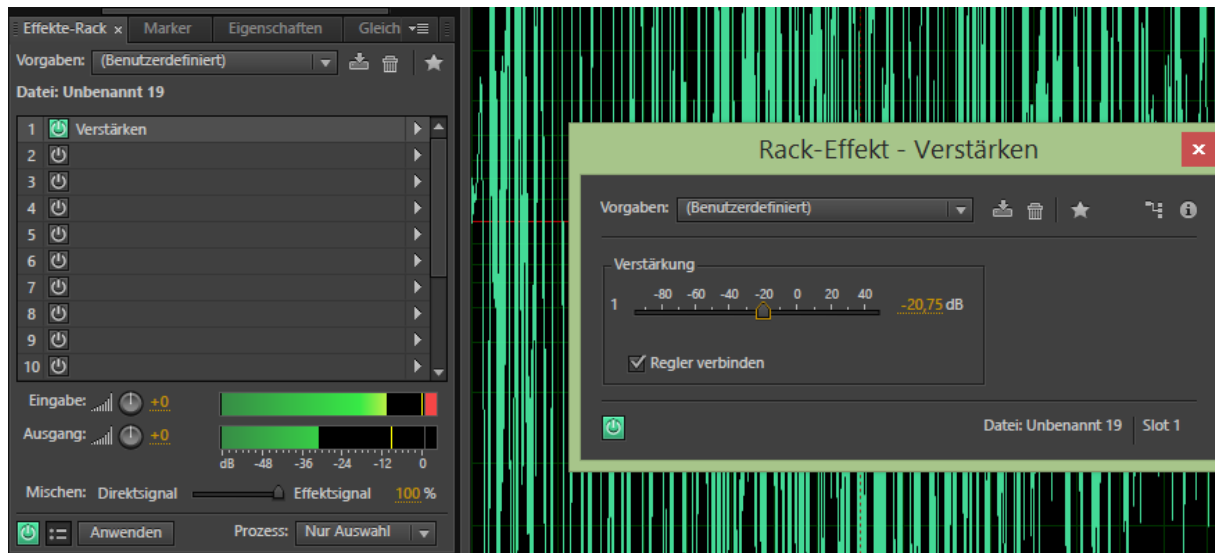 Effekte-Rack x Marker Eigenschaften Gleich
Vorgaben: (Benutzerdefiniert)
Datei: Unbenannt 19
1 Verstärken
2
3
4
5
6
7
8
9
10
Eingabe: +0
Ausgang: +0
dB -48 -36 -24 -12 0
Mischen: Direktsignal Effektsignal 100 %
Anwenden Prozess: Nur Auswahl
Rack-Effekt - Verstärken
Vorgaben: (Benutzerdefiniert)
Verstärkung
-80 -60 -40 -20 0 20 40
1 -20,75 dB
Regler verbinden
Datei: Unbenannt 19 Slot 1